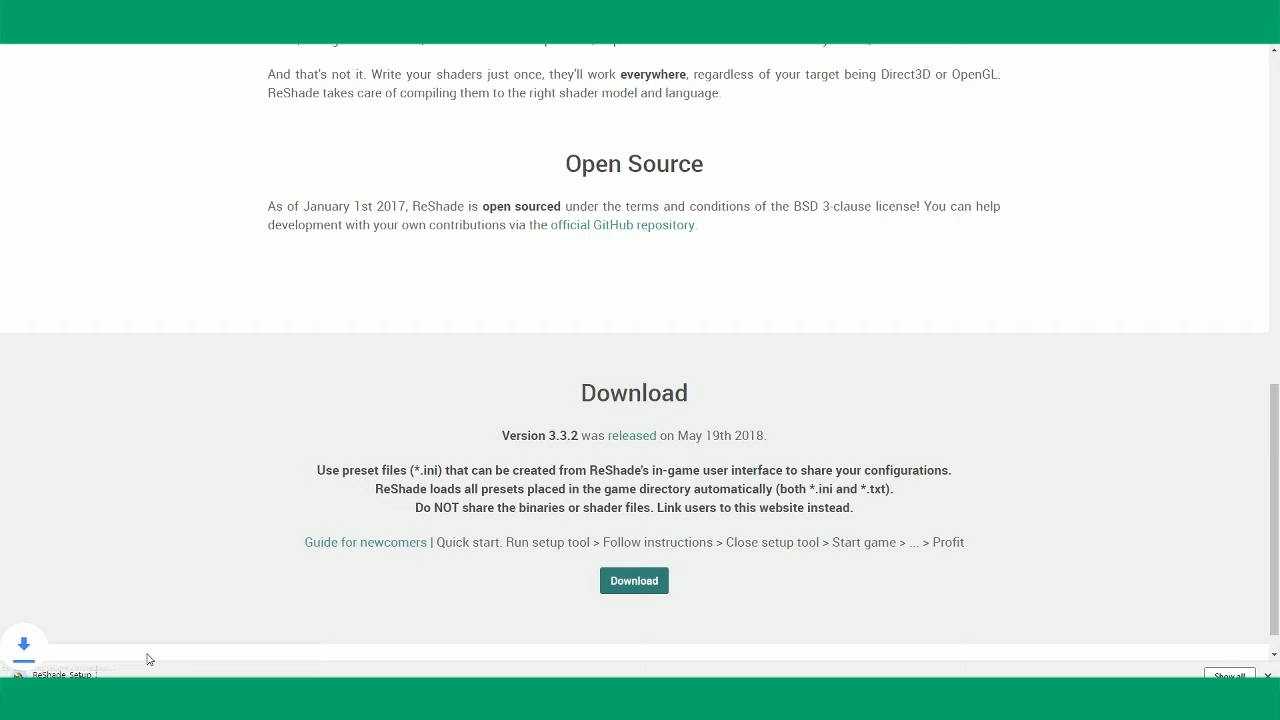 And that's not it. Write your shaders just once, they'll work everywhere, regardless of your target being Direct3D or OpenGL:
ReShade takes care of compiling them to the right shader model and language.
Open Source
As of January 1st 2017, ReShade is open sourced under the terms and conditions of the BSD 3-clause license! You can help
development with your own contributions via the official GitHub repository.
Download
Version 3.3.2 was released on May 19th 2018.
Use preset files (*.ini) that can be created from ReShade's in-game user interface to share your configurations.
ReShade loads all presets placed in the game directory automatically (both *.ini and *.txt).
Do NOT share the binaries or shader files. Link users to this website instead.
Guide for newcomers | Quick start: Run setup tool > Follow instructions > Close setup tool > Start game > ... > Profit
Download
ReShade_Setup
Show all